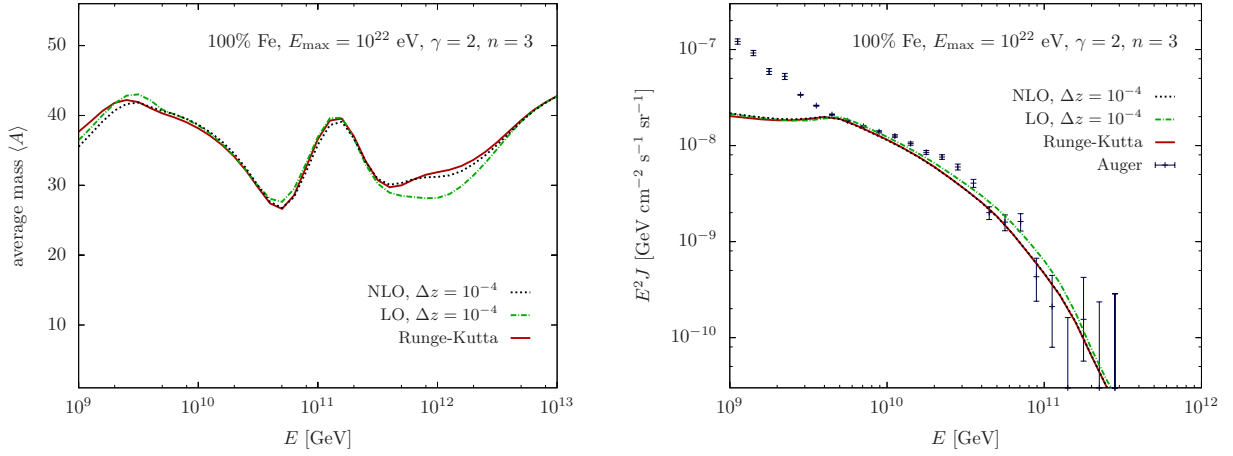 100% Fe, E_max = 10^22 eV, γ = 2, n = 3
50
40
30
20
10
average mass ⟨A⟩
NLO, Δz = 10^−4
LO, Δz = 10^−4
Runge-Kutta
10^9 10^10 10^11 10^12 10^13
E [GeV]
100% Fe, E_max = 10^22 eV, γ = 2, n = 3
10^−7
10^−8
10^−9
10^−10
E^2 J [GeV cm^−2 s^−1 sr^−1]
NLO, Δz = 10^−4
LO, Δz = 10^−4
Runge-Kutta
Auger
10^9 10^10 10^11 10^12
E [GeV]